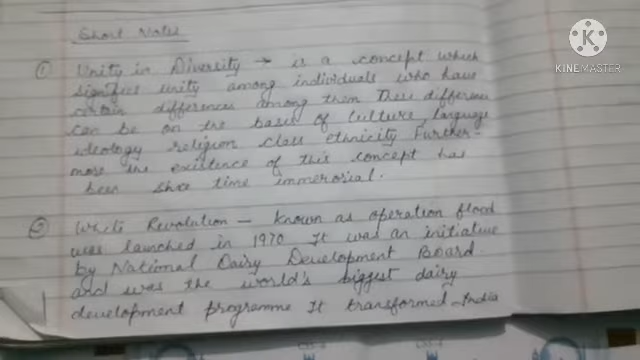 Short Notes
① Unity in Diversity → is a concept which
signifies unity among individuals who have
certain differences among them These difference
can be on the bases of culture, language
ideology religion class ethnicity Further-
more the existence of this concept has
been since time immerosial.
② White Revolution – Known as operation flood
was launched in 1970 It was an initiative
by National Dairy Development Board
and was the world's biggest dairy
development programme It transformed India
KINEMASTER